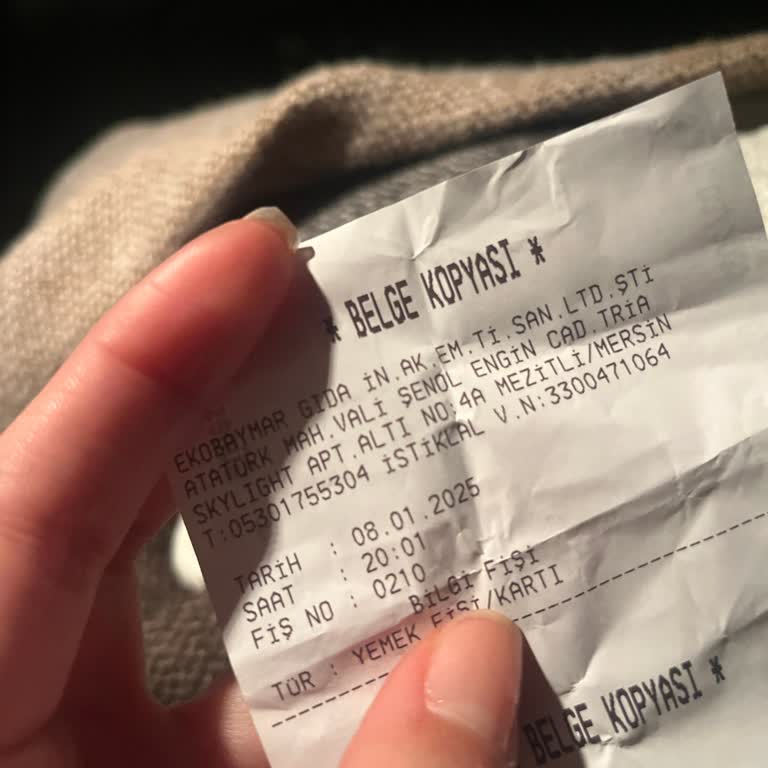 * BELGE KOPYASI *
EKOBAYMAR GIDA İN.AK.EM.Tİ.SAN.LTD.ŞTİ
ATATÜRK MAH.VALİ ŞENOL ENGİN CAD.TRIA
SKYLIGHT APT.ALTI NO:4A MEZİTLİ/MERSİN
T:05301755304 İSTİKLAL V.N:3300471064
TARİH : 08.01.2025
SAAT : 20:01
FİŞ NO : 0210
BİLGİ FİŞİ
TÜR : YEMEK FİŞİ/KARTI
BELGE KOPYASI *